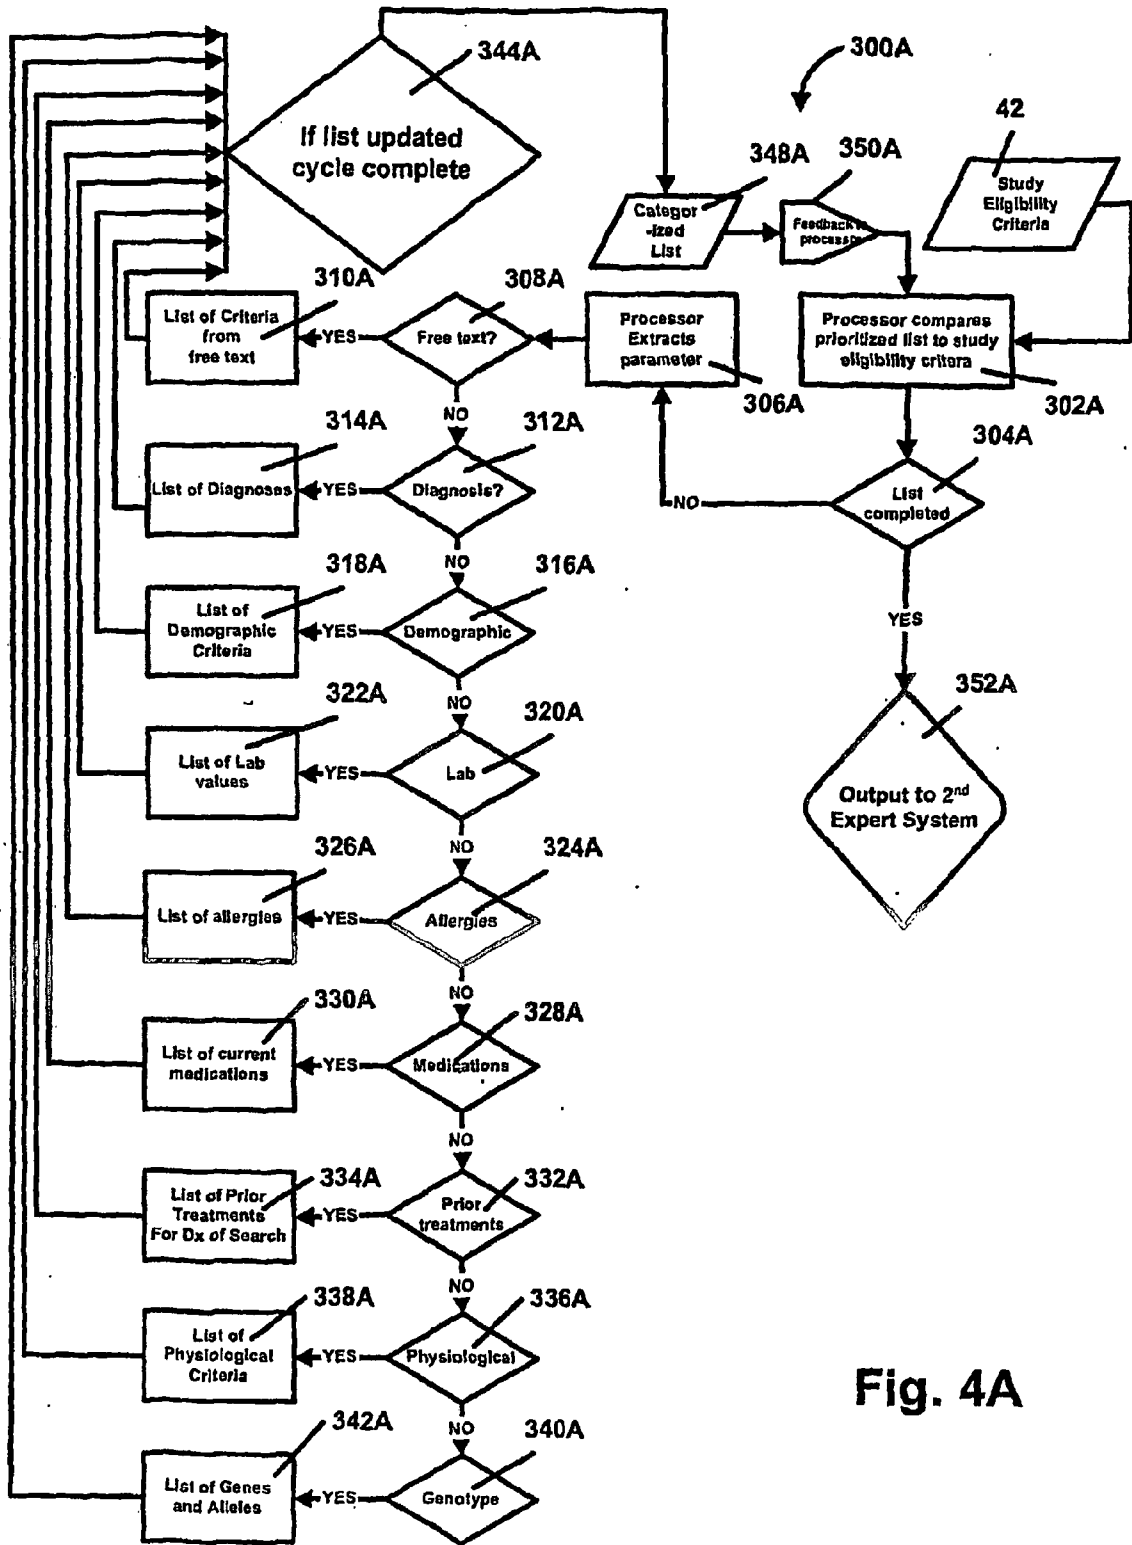 344A
300A
If list updated
cycle complete
42
348A
350A
Study
Eligibility
Criteria
Categor
-ized
List
Feedback to
processor
310A
308A
List of Criteria
from
free text
YES
Free text?
Processor
Extracts
parameter
306A
Processor compares
prioritized list to study
eligibility critera
302A
NO
314A
312A
304A
List of Diagnoses
YES
Diagnosis?
NO
List
completed
NO
318A
316A
List of
Demographic
Criteria
YES
Demographic
YES
NO
322A
320A
352A
List of Lab
values
YES
Lab
Output to 2nd
Expert System
NO
326A
324A
List of allergies
YES
Allergies
NO
330A
328A
List of current
medications
YES
Medications
NO
334A
332A
List of Prior
Treatments
For Dx of Search
YES
Prior
treatments
NO
338A
336A
List of
Physiological
Criteria
YES
Physiological
Fig. 4A
NO
342A
340A
List of Genes
and Alleles
YES
Genotype